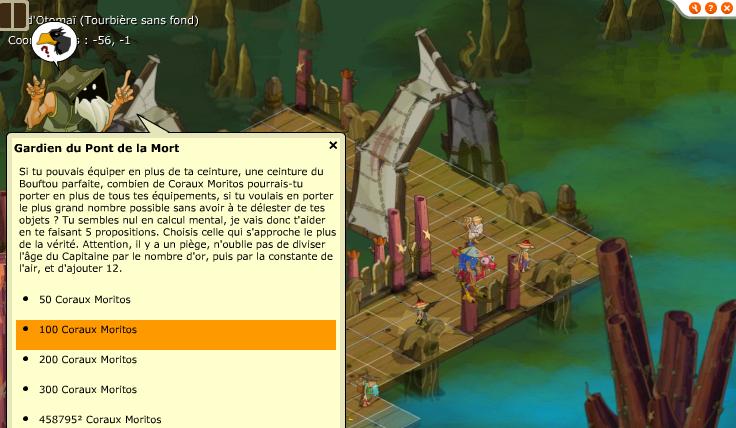 d'Otomaï (Tourbière sans fond)
: -56, -1
Gardien du Pont de la Mort
Si tu pouvais équiper en plus de ta ceinture, une ceinture du
Bouftou parfaite, combien de Coraux Moritos pourrais-tu
porter en plus de tous tes équipements, si tu voulais en porter
le plus grand nombre possible sans avoir à te délester de tes
objets ? Tu sembles nul en calcul mental, je vais donc t'aider
en te faisant 5 propositions. Choisis celle qui s'approche le plus
de la vérité. Attention, il y a un piège, n'oublie pas de diviser
l'âge du Capitaine par le nombre d'or, puis par la constante de
l'air, et d'ajouter 12.
50 Coraux Moritos
100 Coraux Moritos
200 Coraux Moritos
300 Coraux Moritos
458795² Coraux Moritos